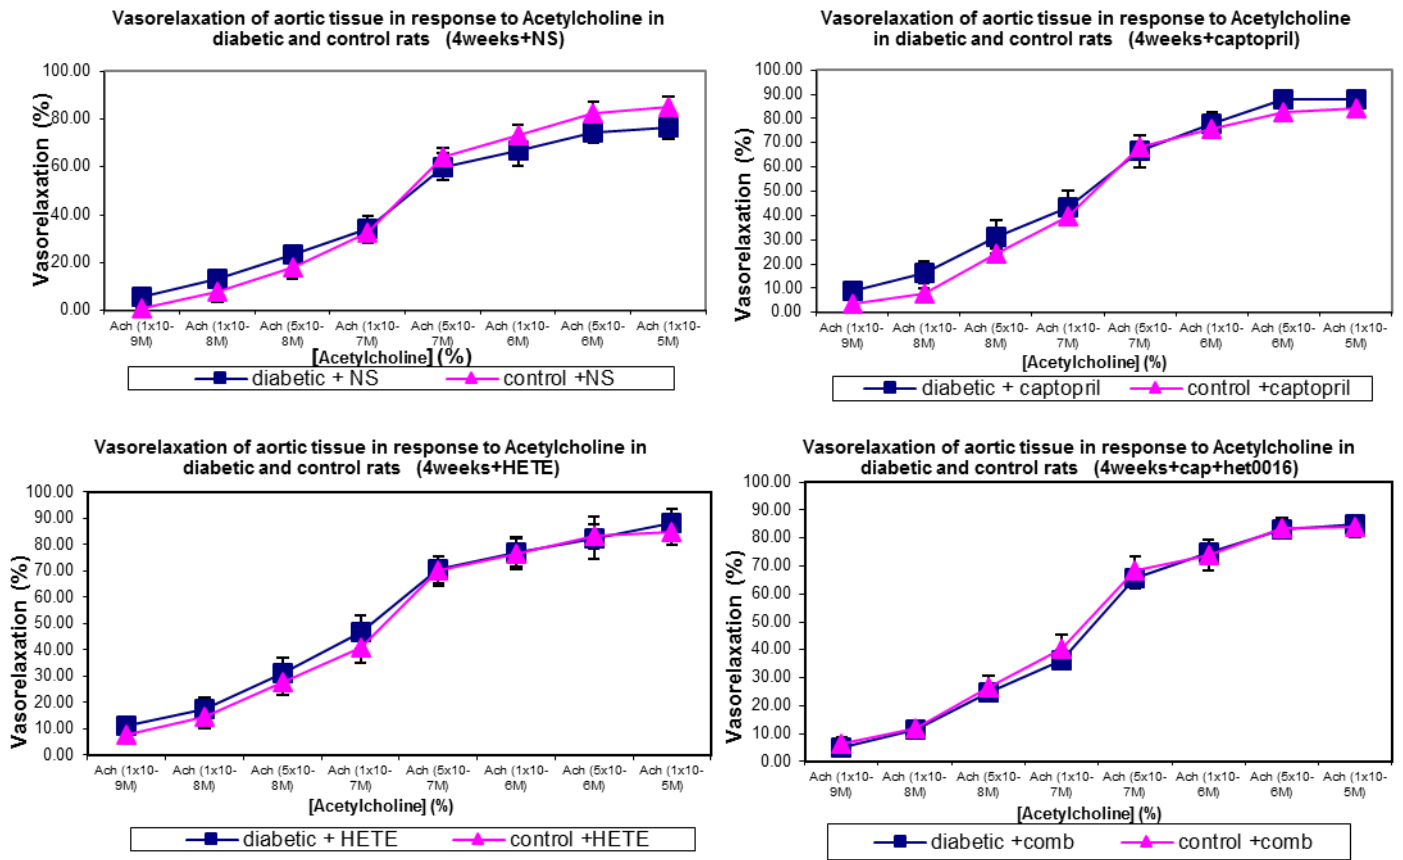 Vasorelaxation of aortic tissue in response to Acetylcholine in
diabetic and control rats (4weeks+NS)
Vasorelaxation (%)
100.00
80.00
60.00
40.00
20.00
0.00
Ach (1x10- Ach (1x10- Ach (5x10- Ach (1x10- Ach (5x10- Ach (1x10- Ach (5x10- Ach (1x10-
9M) 8M) 8M) 7M) 7M) 6M) 6M) 5M)
[Acetylcholine] (%)
diabetic + NS control +NS
Vasorelaxation of aortic tissue in response to Acetylcholine
in diabetic and control rats (4weeks+captopril)
Vasorelaxation (%)
100.00
90.00
80.00
70.00
60.00
50.00
40.00
30.00
20.00
10.00
0.00
Ach (1x10- Ach (1x10- Ach (5x10- Ach (1x10- Ach (5x10- Ach (1x10- Ach (5x10- Ach (1x10-
9M) 8M) 8M) 7M) 7M) 6M) 6M) 5M)
[Acetylcholine] (%)
diabetic + captopril control +captopril
Vasorelaxation of aortic tissue in response to Acetylcholine in
diabetic and control rats (4weeks+HETE)
Vasorelaxation (%)
100.00
90.00
80.00
70.00
60.00
50.00
40.00
30.00
20.00
10.00
0.00
Ach (1x10- Ach (1x10- Ach (5x10- Ach (1x10- Ach (5x10- Ach (1x10- Ach (5x10- Ach (1x10-
9M) 8M) 8M) 7M) 7M) 6M) 6M) 5M)
[Acetylcholine] (%)
diabetic + HETE control +HETE
Vasorelaxation of aortic tissue in response to Acetylcholine in
diabetic and control rats (4weeks+cap+het0016)
Vasorelaxation (%)
100.00
90.00
80.00
70.00
60.00
50.00
40.00
30.00
20.00
10.00
0.00
Ach (1x10- Ach (1x10- Ach (5x10- Ach (1x10- Ach (5x10- Ach (1x10- Ach (5x10- Ach (1x10-
9M) 8M) 8M) 7M) 7M) 6M) 6M) 5M)
[Acetylcholine] (%)
diabetic +comb control +comb